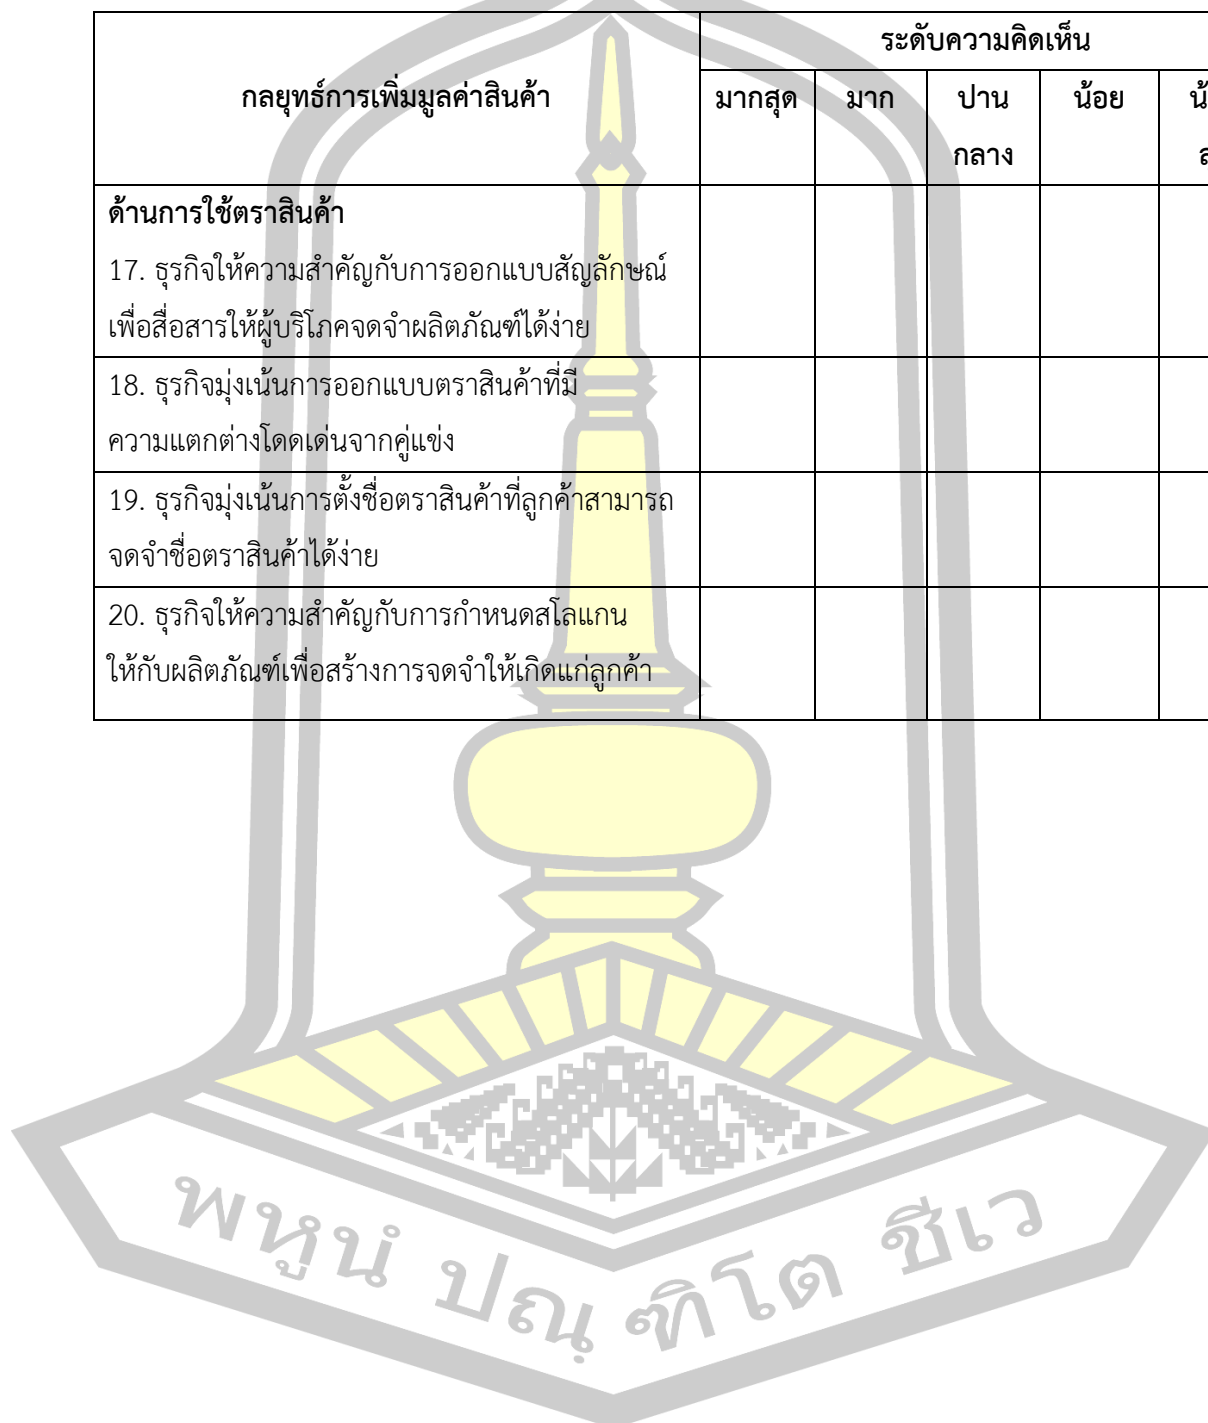 ระดับความคิดเห็น
กลยุทธ์การเพิ่มมูลค่าสินค้า
มากสุด มาก ปาน น้อย
กลาง
ด้านการใช้ตราสินค้า
17. ธุรกิจให้ความสำคัญกับการออกแบบสัญลักษณ์
เพื่อสื่อสารให้ผู้บริโภคจดจำผลิตภัณฑ์ได้ง่าย
18. ธุรกิจมุ่งเน้นการออกแบบตราสินค้าที่มี
ความแตกต่างโดดเด่นจากคู่แข่ง
19. ธุรกิจมุ่งเน้นการตั้งชื่อตราสินค้าที่ลูกค้าสามารถ
จดจำชื่อตราสินค้าได้ง่าย
20. ธุรกิจให้ความสำคัญกับการกำหนดสโลแกน
ให้กับผลิตภัณฑ์เพื่อสร้างการจดจำให้เกิดแก่ลูกค้า
พหูนํ ปณฺฑิโต ชีเว